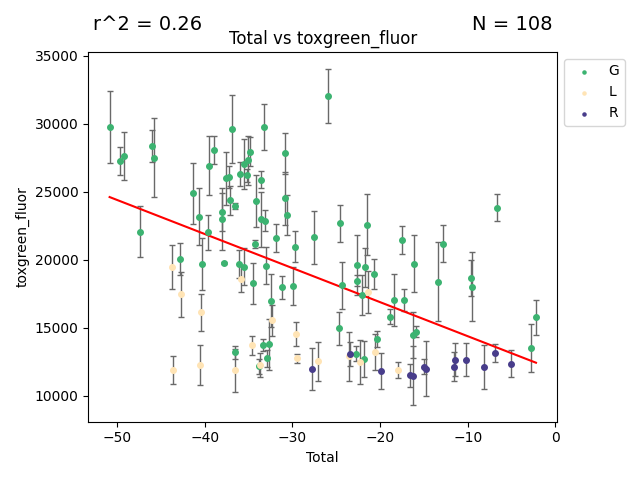 r^2 = 0.26 N = 108
Total vs toxgreen_fluor
35000
30000
25000
20000
15000
10000
toxgreen_fluor
−50 −40 −30 −20 −10 0
Total
G
L
R